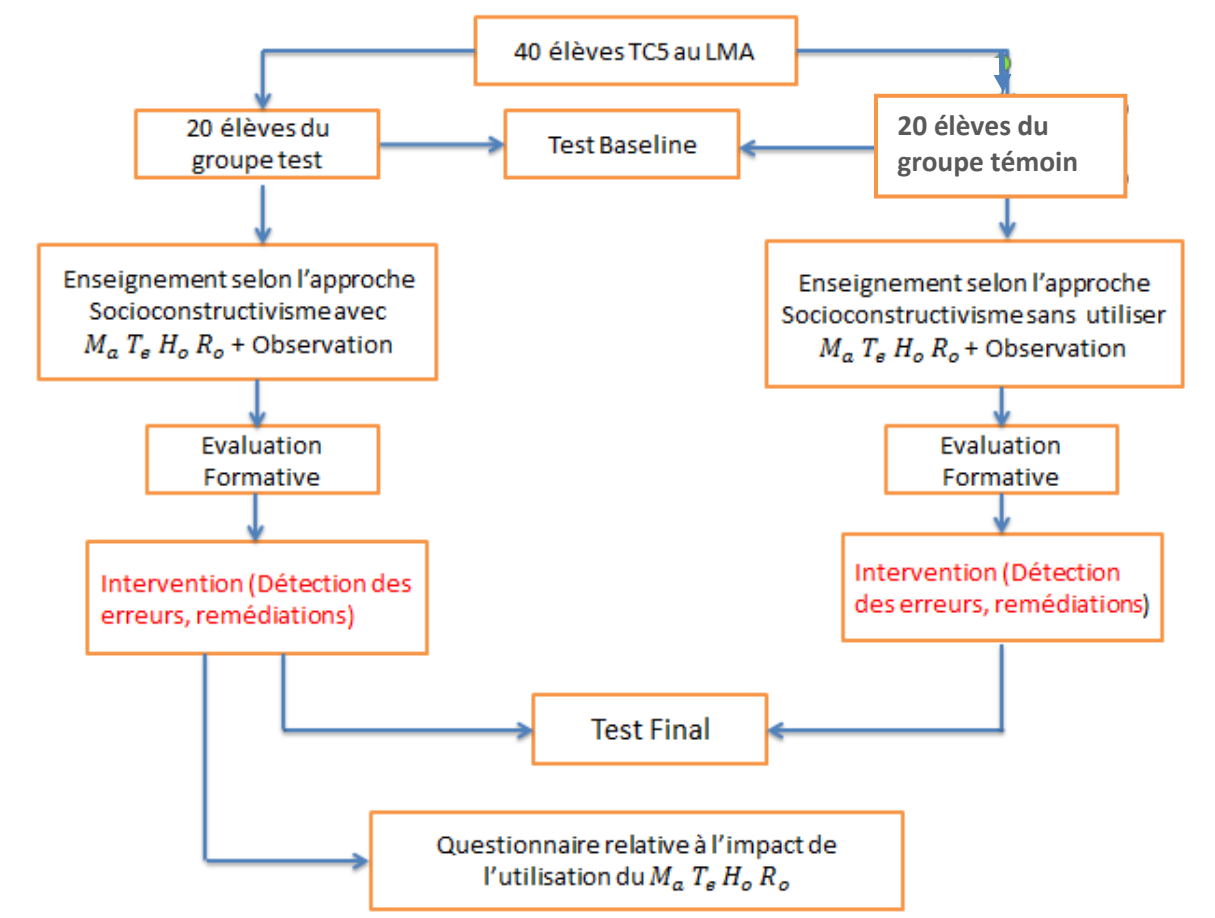 40 élèves TC5 au LMA
20 élèves du
groupe test
Test Baseline
20 élèves du
groupe témoin
Enseignement selon l'approche
Socioconstructivisme avec
Mₐ Tₑ Hₒ Rₒ + Observation
Enseignement selon l'approche
Socioconstructivisme sans utiliser
Mₐ Tₑ Hₒ Rₒ + Observation
Evaluation
Formative
Evaluation
Formative
Intervention (Détection des
erreurs, remédiations)
Intervention (Détection
des erreurs, remédiations)
Test Final
Questionnaire relative à l'impact de
l'utilisation du Mₐ Tₑ Hₒ Rₒ